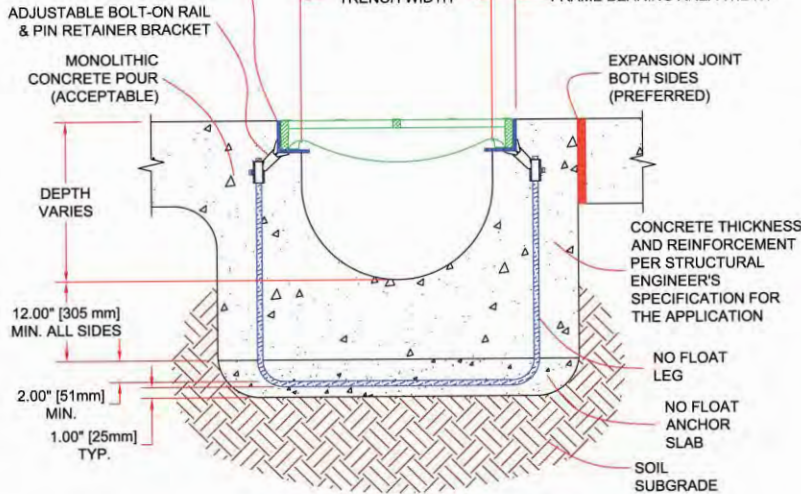 TRENCH WIDTH
ADJUSTABLE BOLT-ON RAIL
& PIN RETAINER BRACKET
MONOLITHIC
CONCRETE POUR
(ACCEPTABLE)
EXPANSION JOINT
BOTH SIDES
(PREFERRED)
DEPTH
VARIES
CONCRETE THICKNESS
AND REINFORCEMENT
PER STRUCTURAL
ENGINEER'S
SPECIFICATION FOR
THE APPLICATION
12.00" [305 mm]
MIN. ALL SIDES
NO FLOAT
LEG
2.00" [51mm]
MIN.
NO FLOAT
ANCHOR
SLAB
1.00" [25mm]
TYP.
SOIL
SUBGRADE